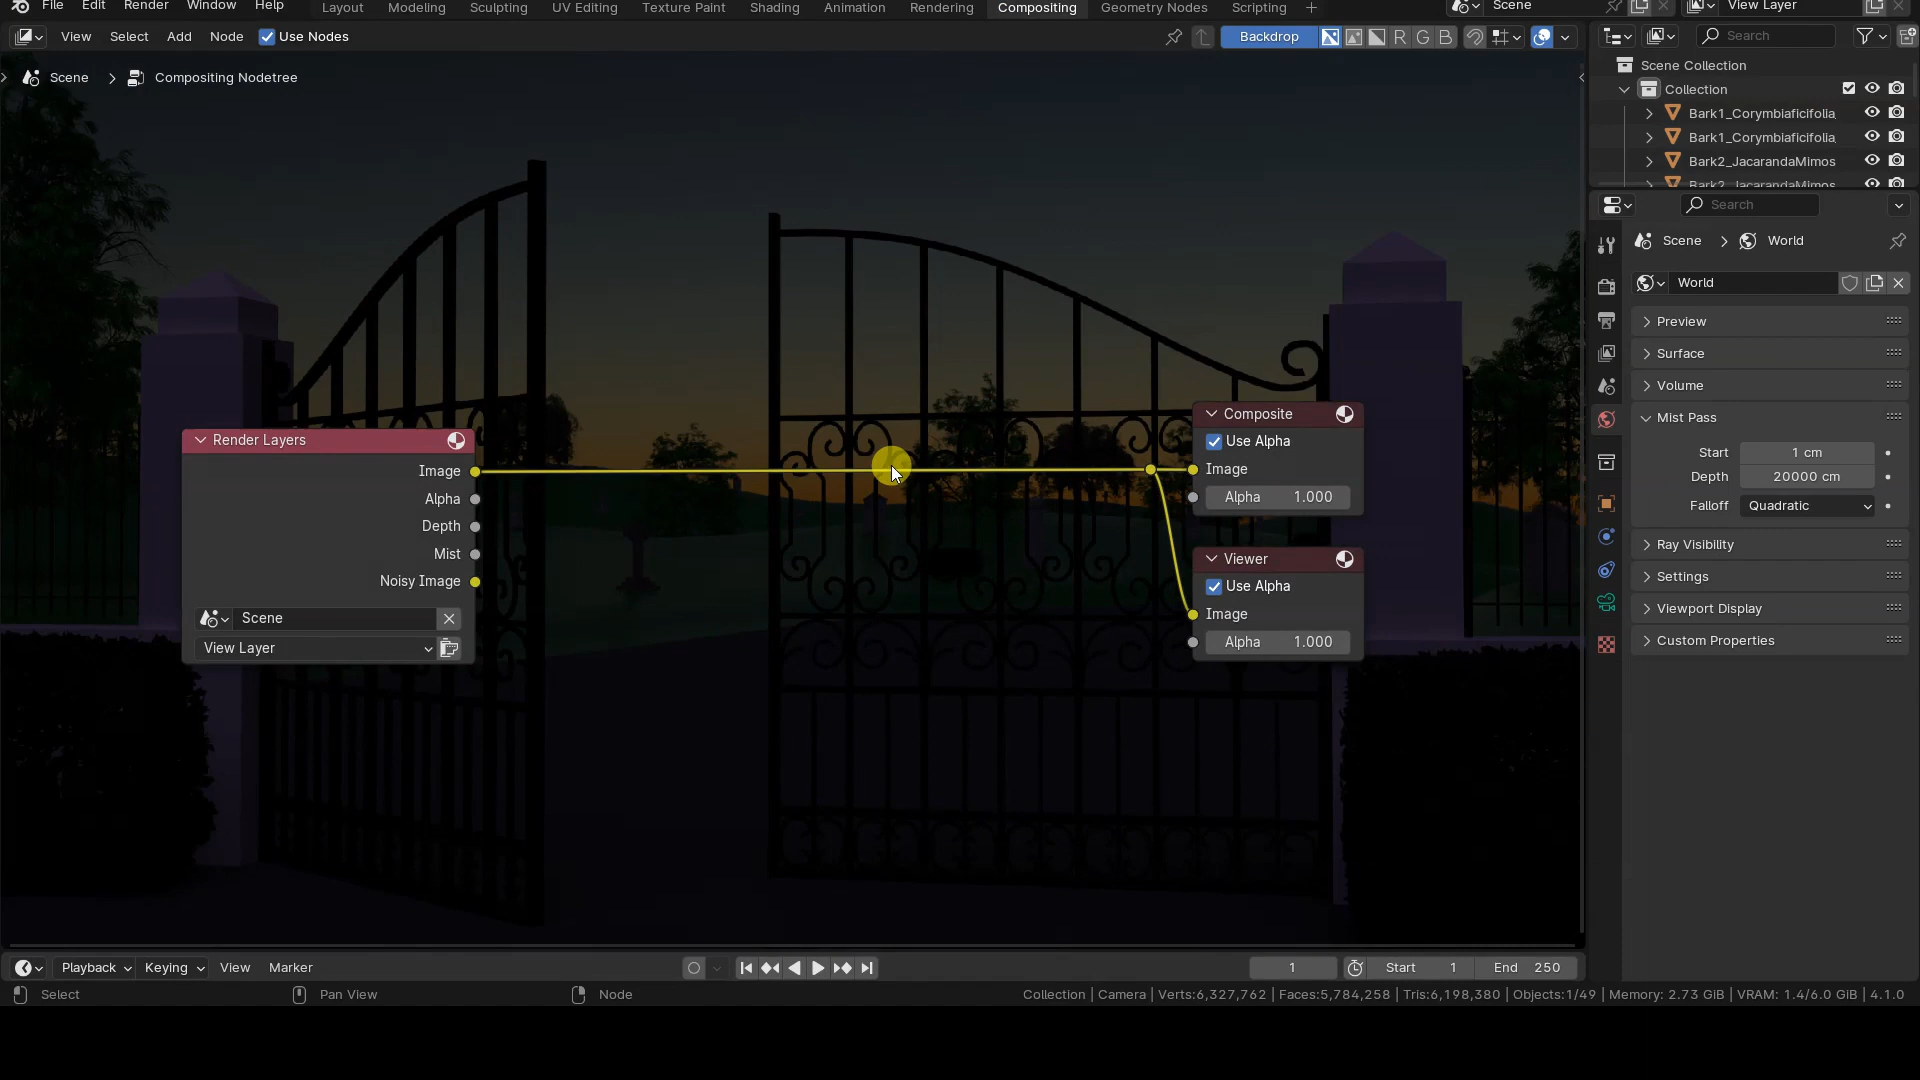 File Edit Render Window Help Layout Modeling Sculpting UV Editing Texture Paint Shading Animation Rendering Compositing Geometry Nodes Scripting + Scene View Layer
View Select Add Node Use Nodes Backdrop R G B Search
Scene > Compositing Nodetree
Scene Collection
Collection
Bark1_Corymbiaficifolia
Bark1_Corymbiaficifolia
Bark2_JacarandaMimos
Bark2_JacarandaMimos
Search
Scene > World
World
Preview
Surface
Volume
Mist Pass
Start 1 cm
Depth 20000 cm
Falloff Quadratic
Ray Visibility
Settings
Viewport Display
Custom Properties
Render Layers
Image
Alpha
Depth
Mist
Noisy Image
Scene
View Layer
Composite
Use Alpha
Image
Alpha 1.000
Viewer
Use Alpha
Image
Alpha 1.000
Playback Keying View Marker 1 Start 1 End 250
Select Pan View Node Collection | Camera | Verts:6,327,762 | Faces:5,784,258 | Tris:6,198,380 | Objects:1/49 | Memory: 2.73 GiB | VRAM: 1.4/6.0 GiB | 4.1.0